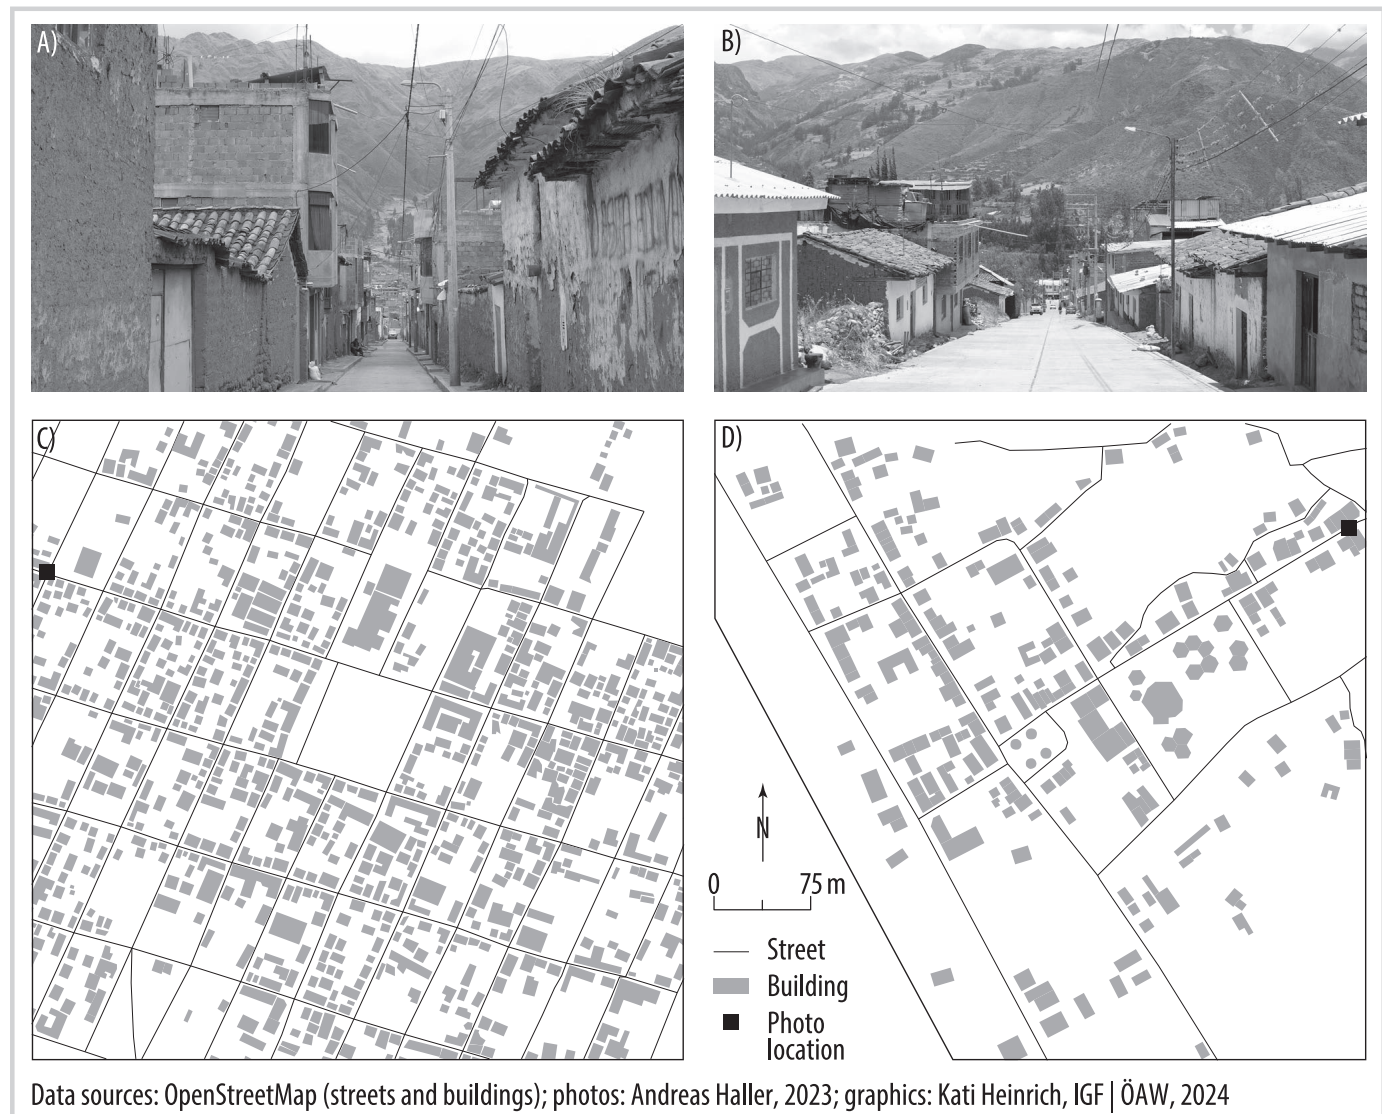 A)
B)
C)
D)
N
0 75 m
Street
Building
Photo
location
Data sources: OpenStreetMap (streets and buildings); photos: Andreas Haller, 2023; graphics: Kati Heinrich, IGF | ÖAW, 2024